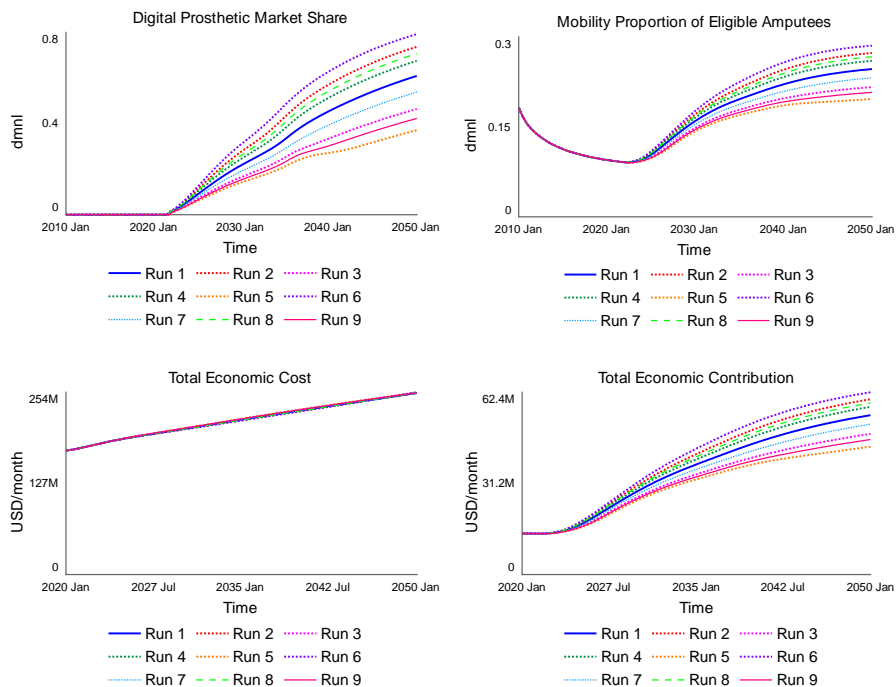 Digital Prosthetic Market Share
0.8
0.4
0
dmnl
2010 Jan 2020 Jan 2030 Jan 2040 Jan 2050 Jan
Time
Run 1 Run 2 Run 3
Run 4 Run 5 Run 6
Run 7 Run 8 Run 9
Mobility Proportion of Eligible Amputees
0.3
0.15
0
dmnl
2010 Jan 2020 Jan 2030 Jan 2040 Jan 2050 Jan
Time
Run 1 Run 2 Run 3
Run 4 Run 5 Run 6
Run 7 Run 8 Run 9
Total Economic Cost
254M
127M
0
USD/month
2020 Jan 2027 Jul 2035 Jan 2042 Jul 2050 Jan
Time
Run 1 Run 2 Run 3
Run 4 Run 5 Run 6
Run 7 Run 8 Run 9
Total Economic Contribution
62.4M
31.2M
0
USD/month
2020 Jan 2027 Jul 2035 Jan 2042 Jul 2050 Jan
Time
Run 1 Run 2 Run 3
Run 4 Run 5 Run 6
Run 7 Run 8 Run 9